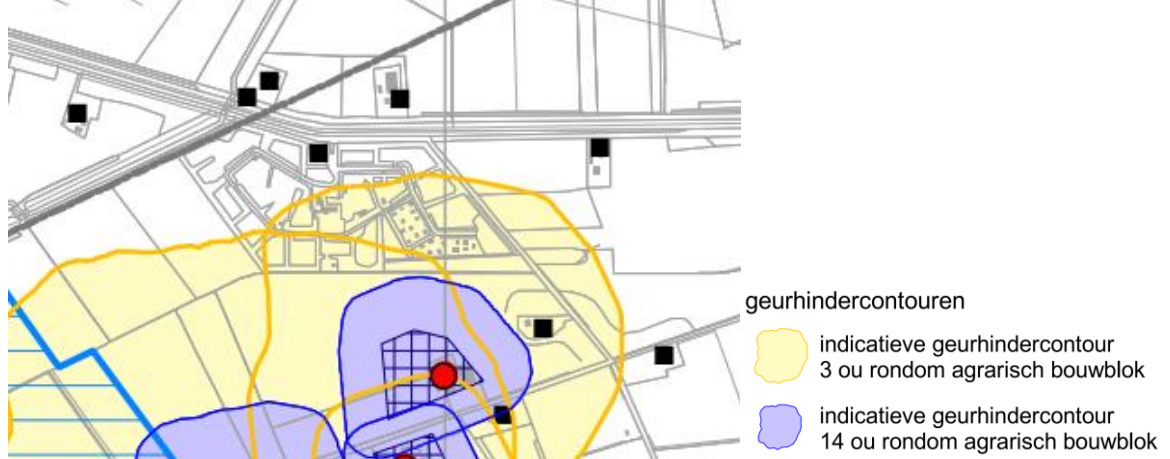 geurhindercontouren
indicatieve geurhindercontour
3 ou rondom agrarisch bouwblok
indicatieve geurhindercontour
14 ou rondom agrarisch bouwblok